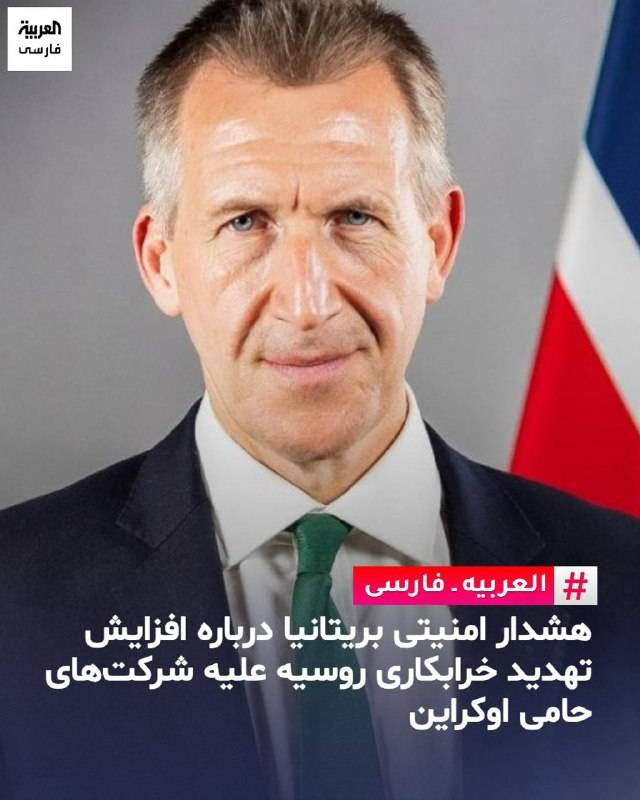 العربية
فارسی
# العربیه ـ فارسی
هشدار امنیتی بریتانیا درباره افزایش
تهدید خرابکاری روسیه علیه شرکت‌های
حامی اوکراین